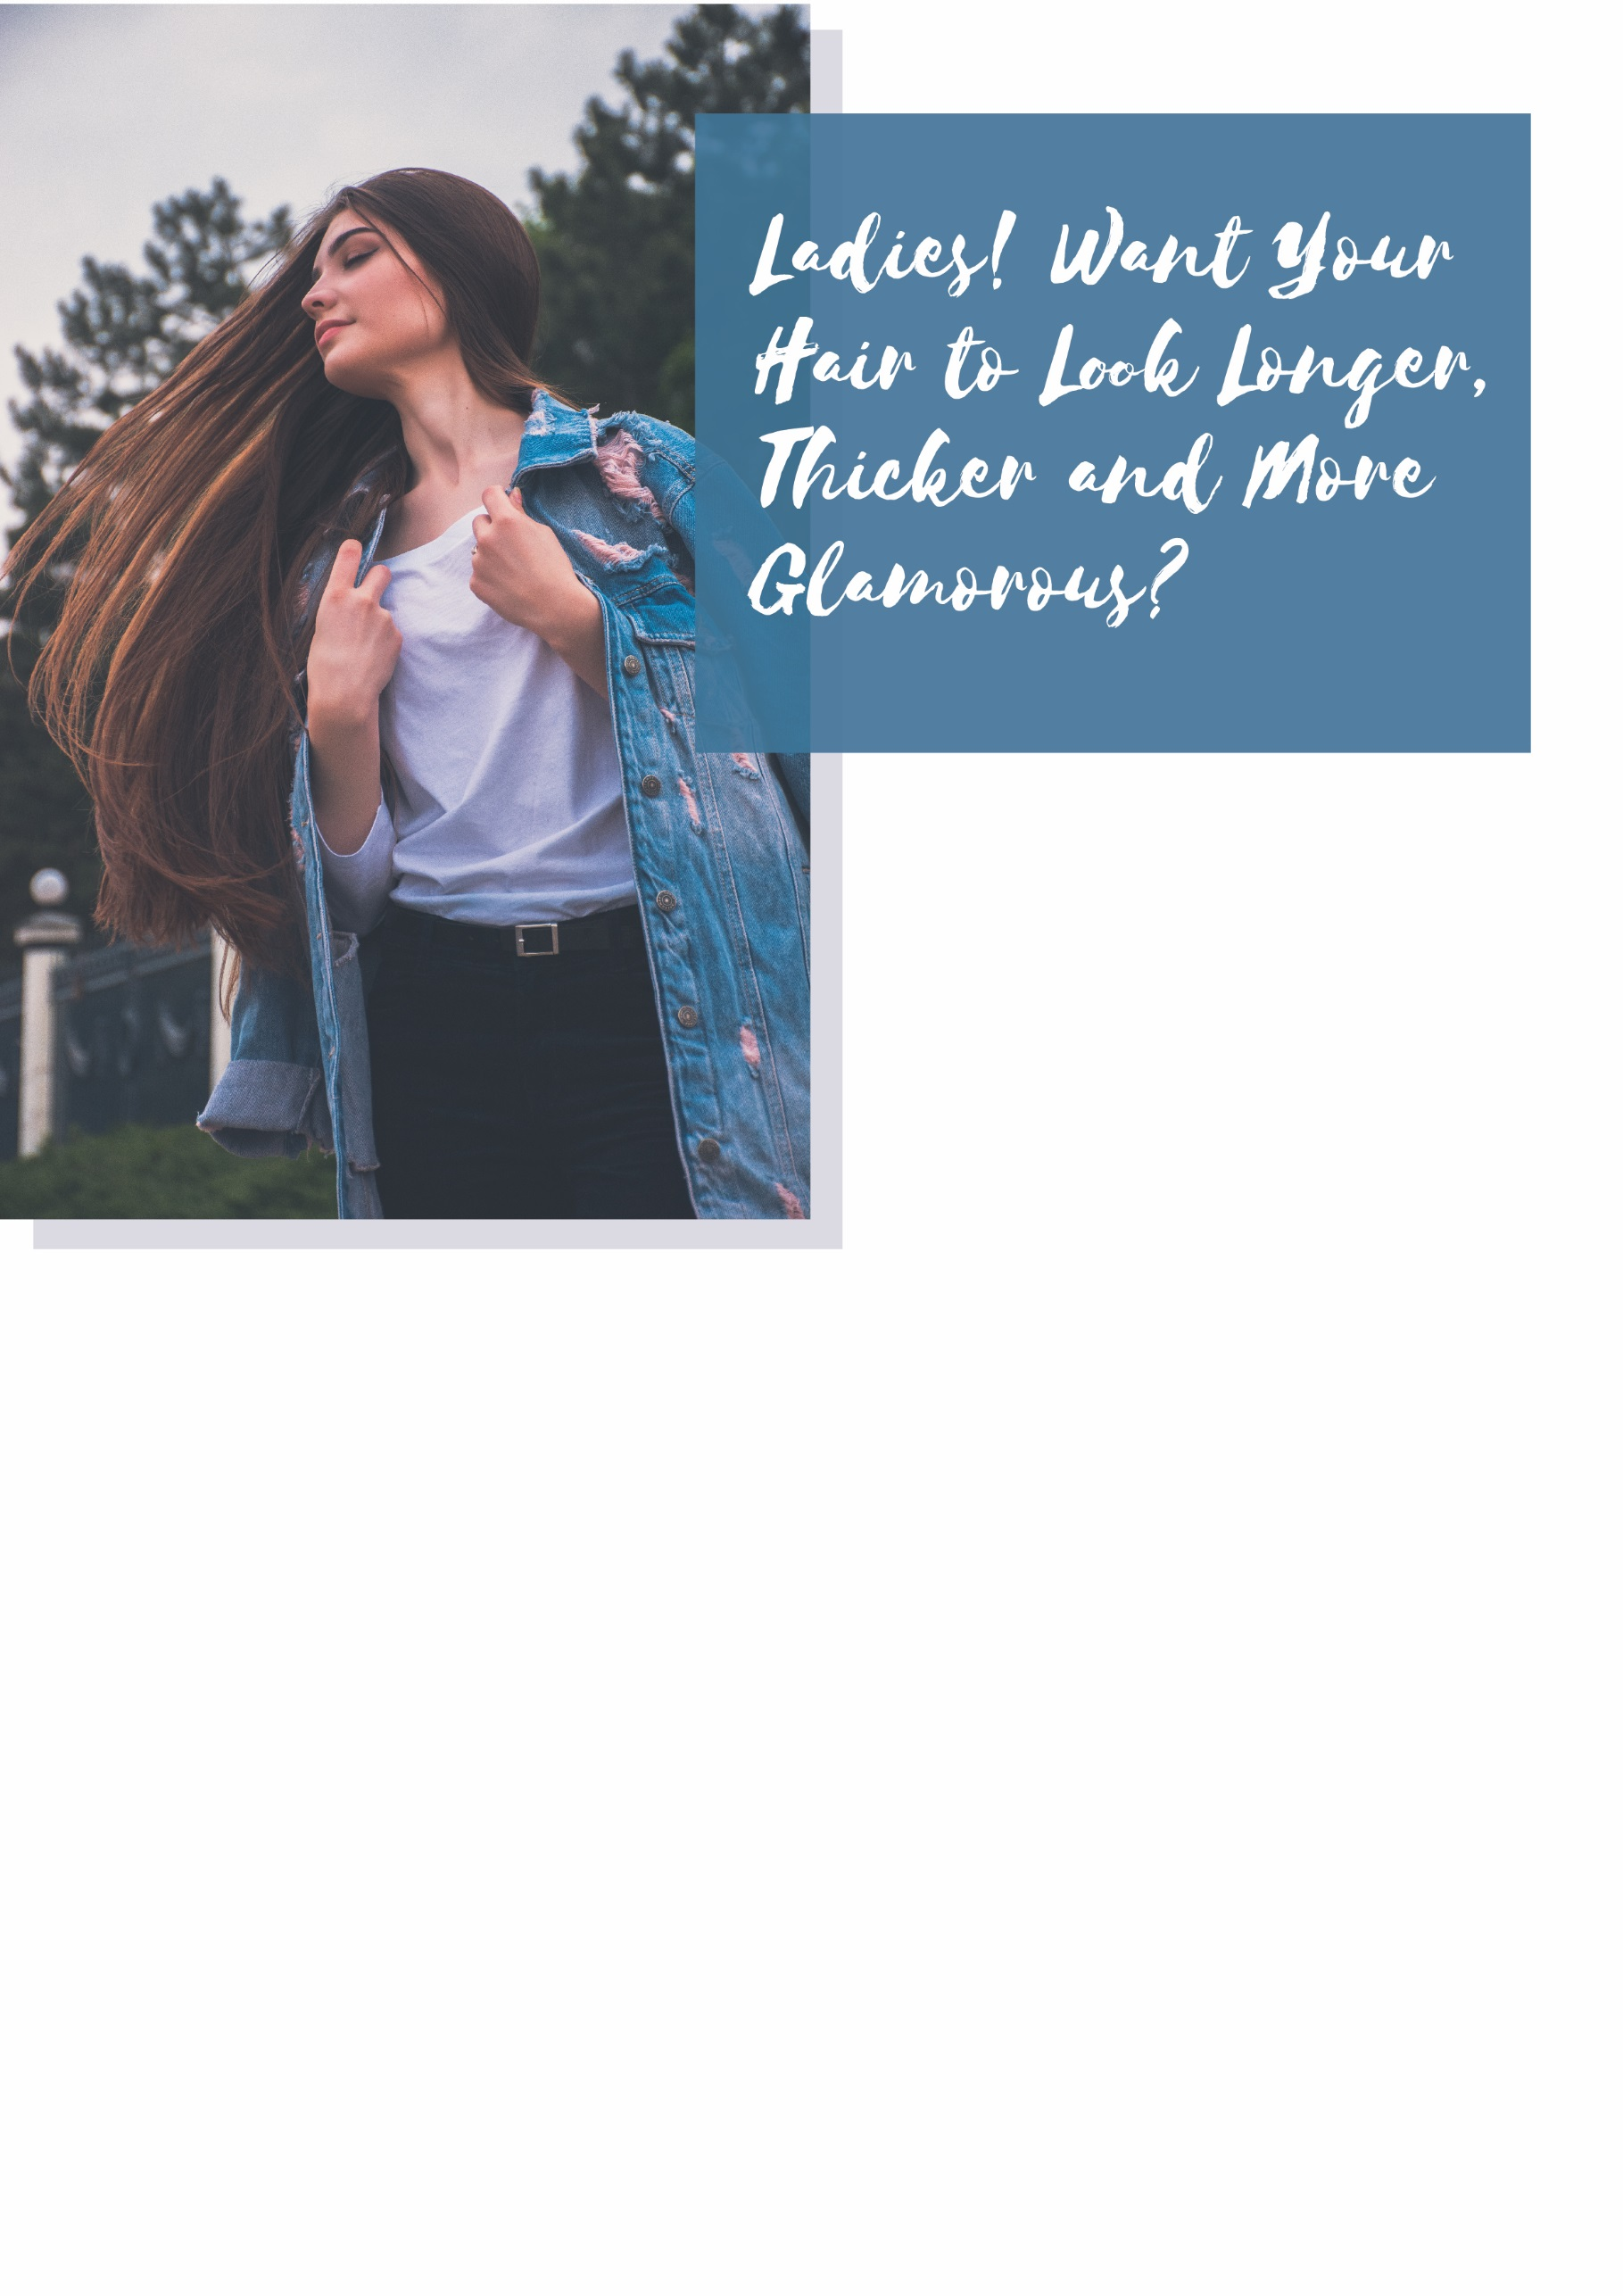 Ladies! Want Your
Hair to Look Longer,
Thicker and More
Glamorous?